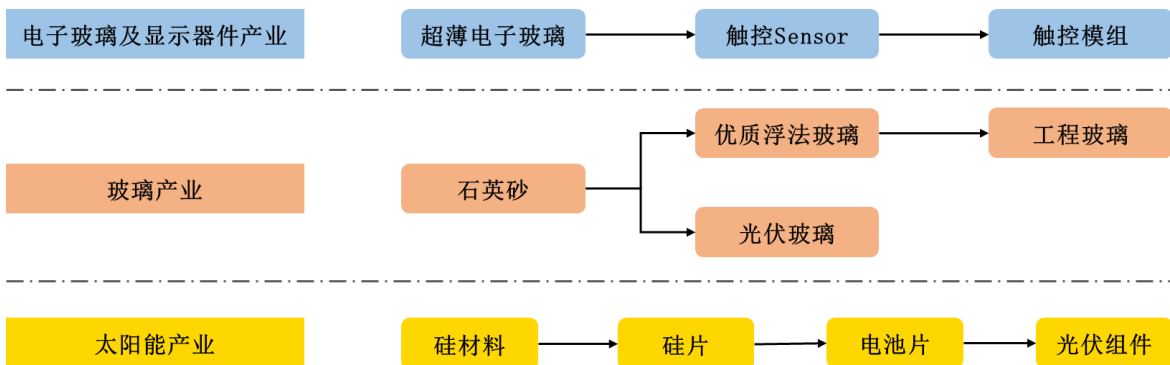 电子玻璃及显示器件产业
超薄电子玻璃
触控Sensor
触控模组
玻璃产业
石英砂
优质浮法玻璃
工程玻璃
光伏玻璃
太阳能产业
硅材料
硅片
电池片
光伏组件